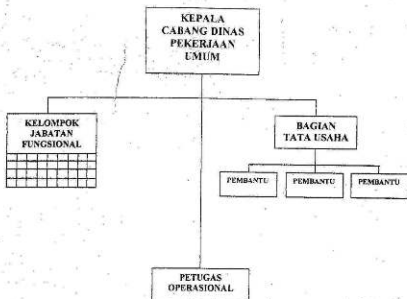 KEPALA
CABANG DINAS
PEKERJAAN
UMUM
KELOMPOK
JABATAN
FUNGSIONAL
BAGIAN
TATA USAHA
PEMBANTU
PEMBANTU
PEMBANTU
PETUGAS
OPERASIONAL